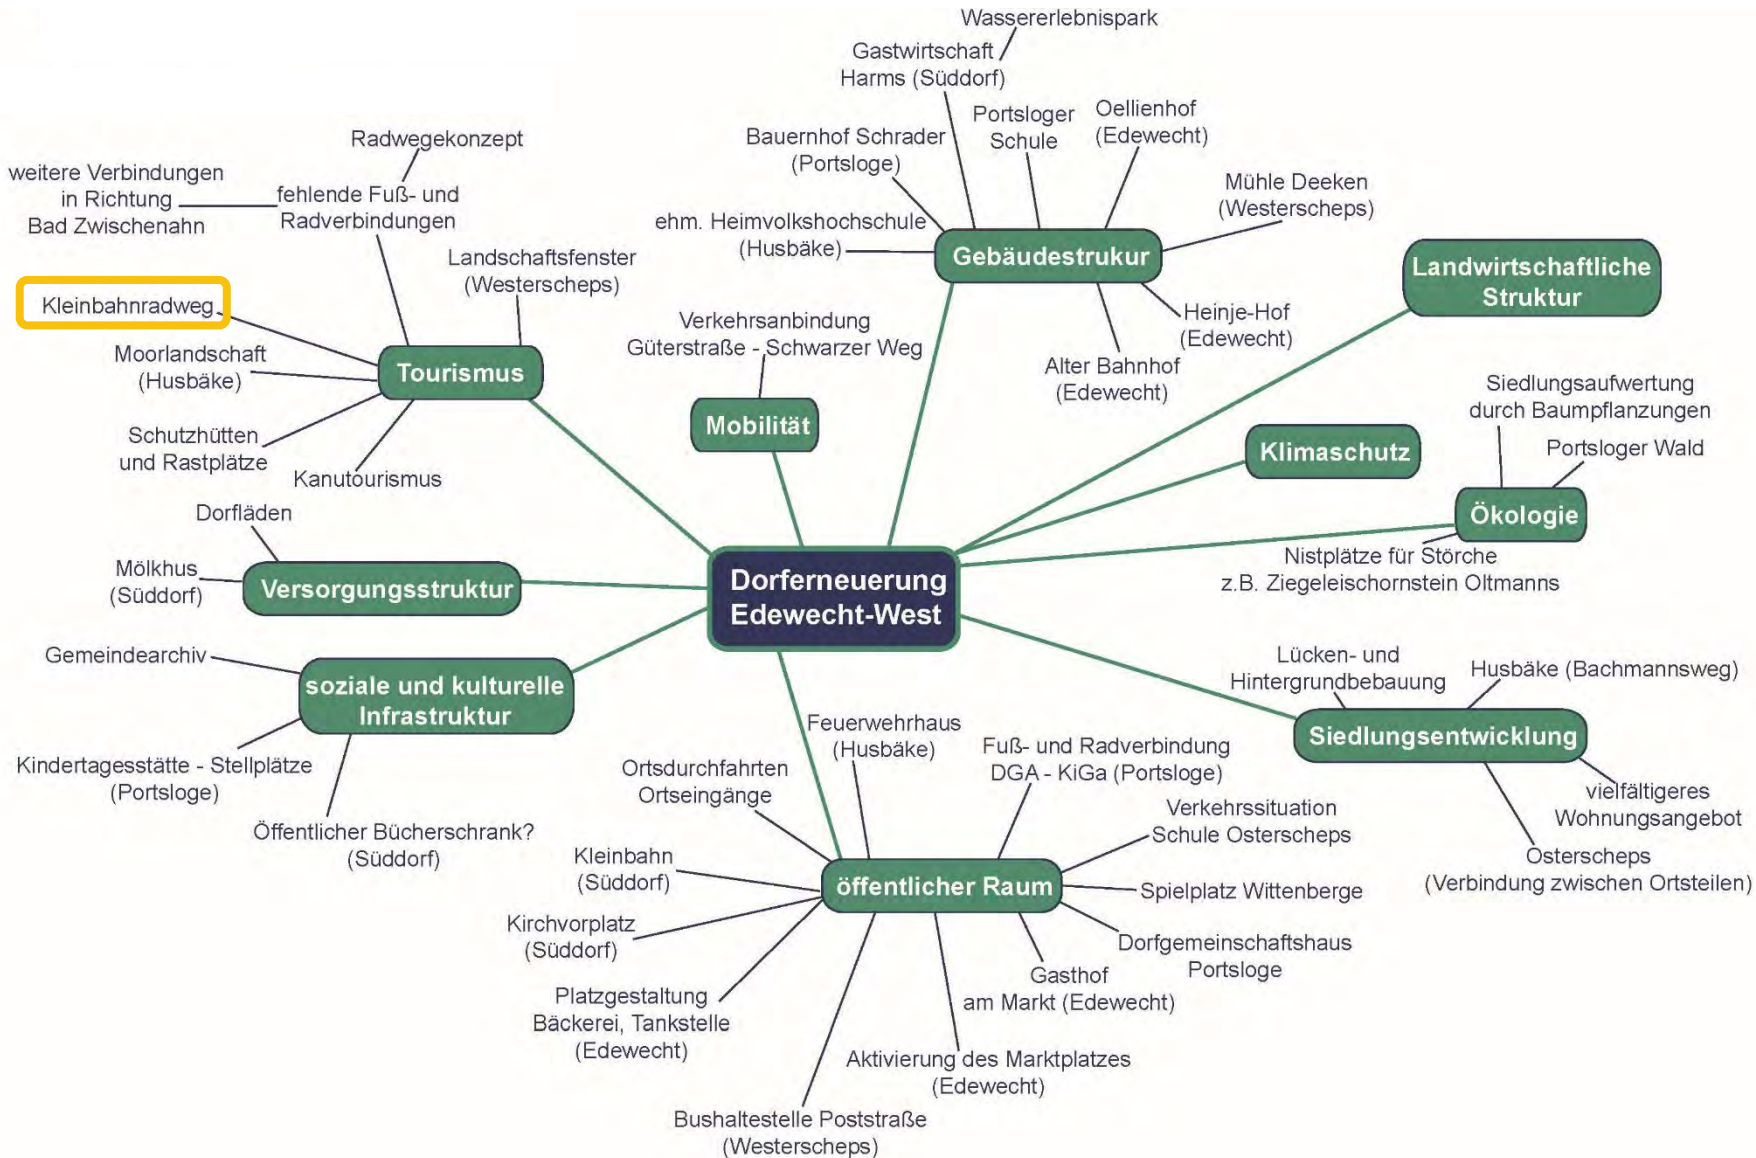 Wassererlebnispark
Gastwirtschaft
Harms (Süddorf)
Portsloger
Schule
Oellienhof
(Edewecht)
Bauernhof Schrader
(Portsloge)
Mühle Deeken
(Westerscheps)
ehm. Heimvolkshochschule
(Husbäke)
Gebäudestrukur
Heinje-Hof
(Edewecht)
Alter Bahnhof
(Edewecht)
Radwegekonzept
weitere Verbindungen
in Richtung
Bad Zwischenahn
fehlende Fuß- und
Radverbindungen
Landschaftsfenster
(Westerscheps)
Kleinbahnradweg
Moorlandschaft
(Husbäke)
Tourismus
Schutzhütten
und Rastplätze
Kanutourismus
Verkehrsanbindung
Güterstraße - Schwarzer Weg
Mobilität
Landwirtschaftliche
Struktur
Klimaschutz
Siedlungsaufwertung
durch Baumpflanzungen
Portsloger Wald
Ökologie
Nistplätze für Störche
z.B. Ziegeleischornstein Oltmanns
Dorfläden
Mölkhus
(Süddorf)
Versorgungsstruktur
Dorferneuerung
Edewecht-West
Gemeindearchiv
soziale und kulturelle
Infrastruktur
Kindertagesstätte - Stellplätze
(Portsloge)
Öffentlicher Bücherschrank?
(Süddorf)
Lücken- und
Hintergrundbebauung
Husbäke (Bachmannsweg)
Siedlungsentwicklung
vielfältigeres
Wohnungsangebot
Osterscheps
(Verbindung zwischen Ortsteilen)
Feuerwehrhaus
(Husbäke)
Fuß- und Radverbindung
DGA - KiGa (Portsloge)
Ortsdurchfahrten
Ortseingänge
Verkehrssituation
Schule Osterscheps
Kleinbahn
(Süddorf)
öffentlicher Raum
Spielplatz Wittenberge
Kirchvorplatz
(Süddorf)
Dorfgemeinschaftshaus
Portsloge
Gasthof
am Markt (Edewecht)
Platzgestaltung
Bäckerei, Tankstelle
(Edewecht)
Aktivierung des Marktplatzes
(Edewecht)
Bushaltestelle Poststraße
(Westerscheps)